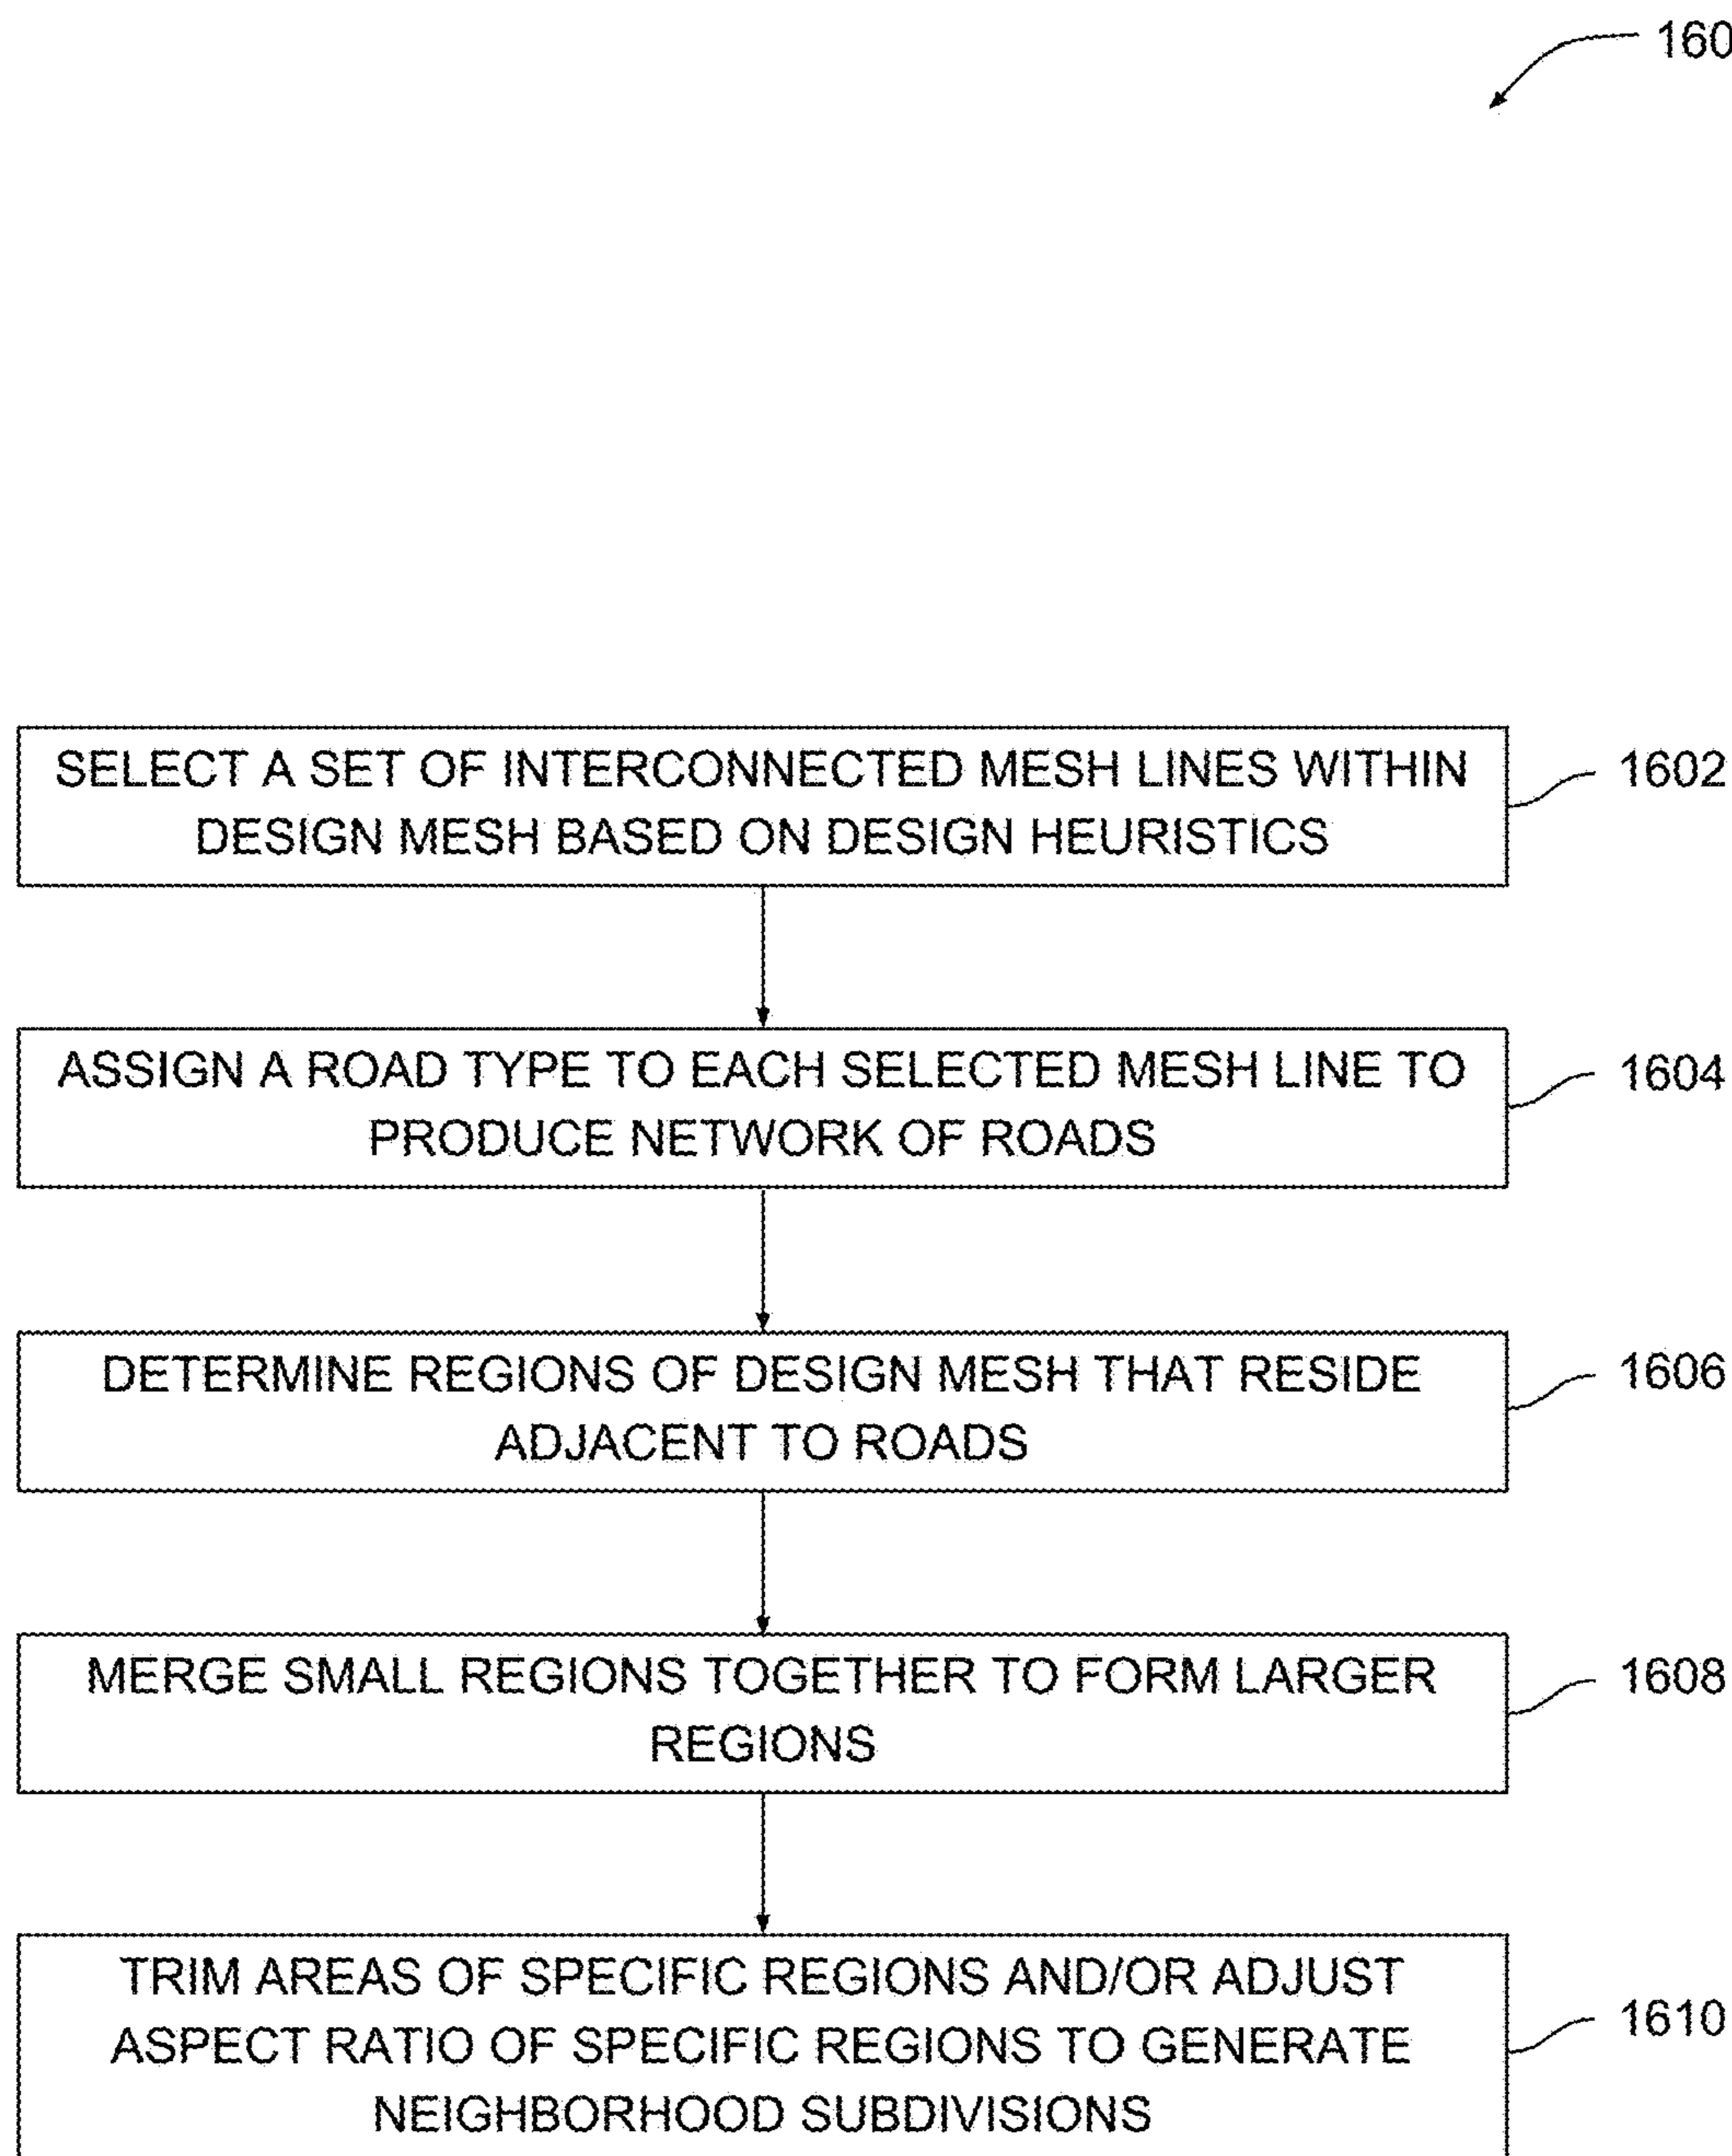 160
SELECT A SET OF INTERCONNECTED MESH LINES WITHIN
DESIGN MESH BASED ON DESIGN HEURISTICS
1602
ASSIGN A ROAD TYPE TO EACH SELECTED MESH LINE TO
PRODUCE NETWORK OF ROADS
1604
DETERMINE REGIONS OF DESIGN MESH THAT RESIDE
ADJACENT TO ROADS
1606
MERGE SMALL REGIONS TOGETHER TO FORM LARGER
REGIONS
1608
TRIM AREAS OF SPECIFIC REGIONS AND/OR ADJUST
ASPECT RATIO OF SPECIFIC REGIONS TO GENERATE
NEIGHBORHOOD SUBDIVISIONS
1610